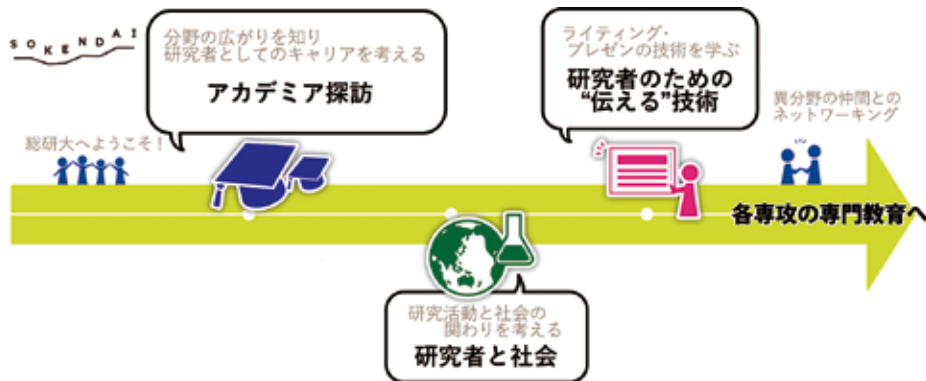 SOKENDAI
分野の広がりを知り
研究者としてのキャリアを考える
アカデミア探訪
ライティング・
プレゼンの技術を学ぶ
研究者のための
“伝える”技術
異分野の仲間との
ネットワーキング
総研大へようこそ！
各専攻の専門教育へ
研究活動と社会の
関わりを考える
研究者と社会